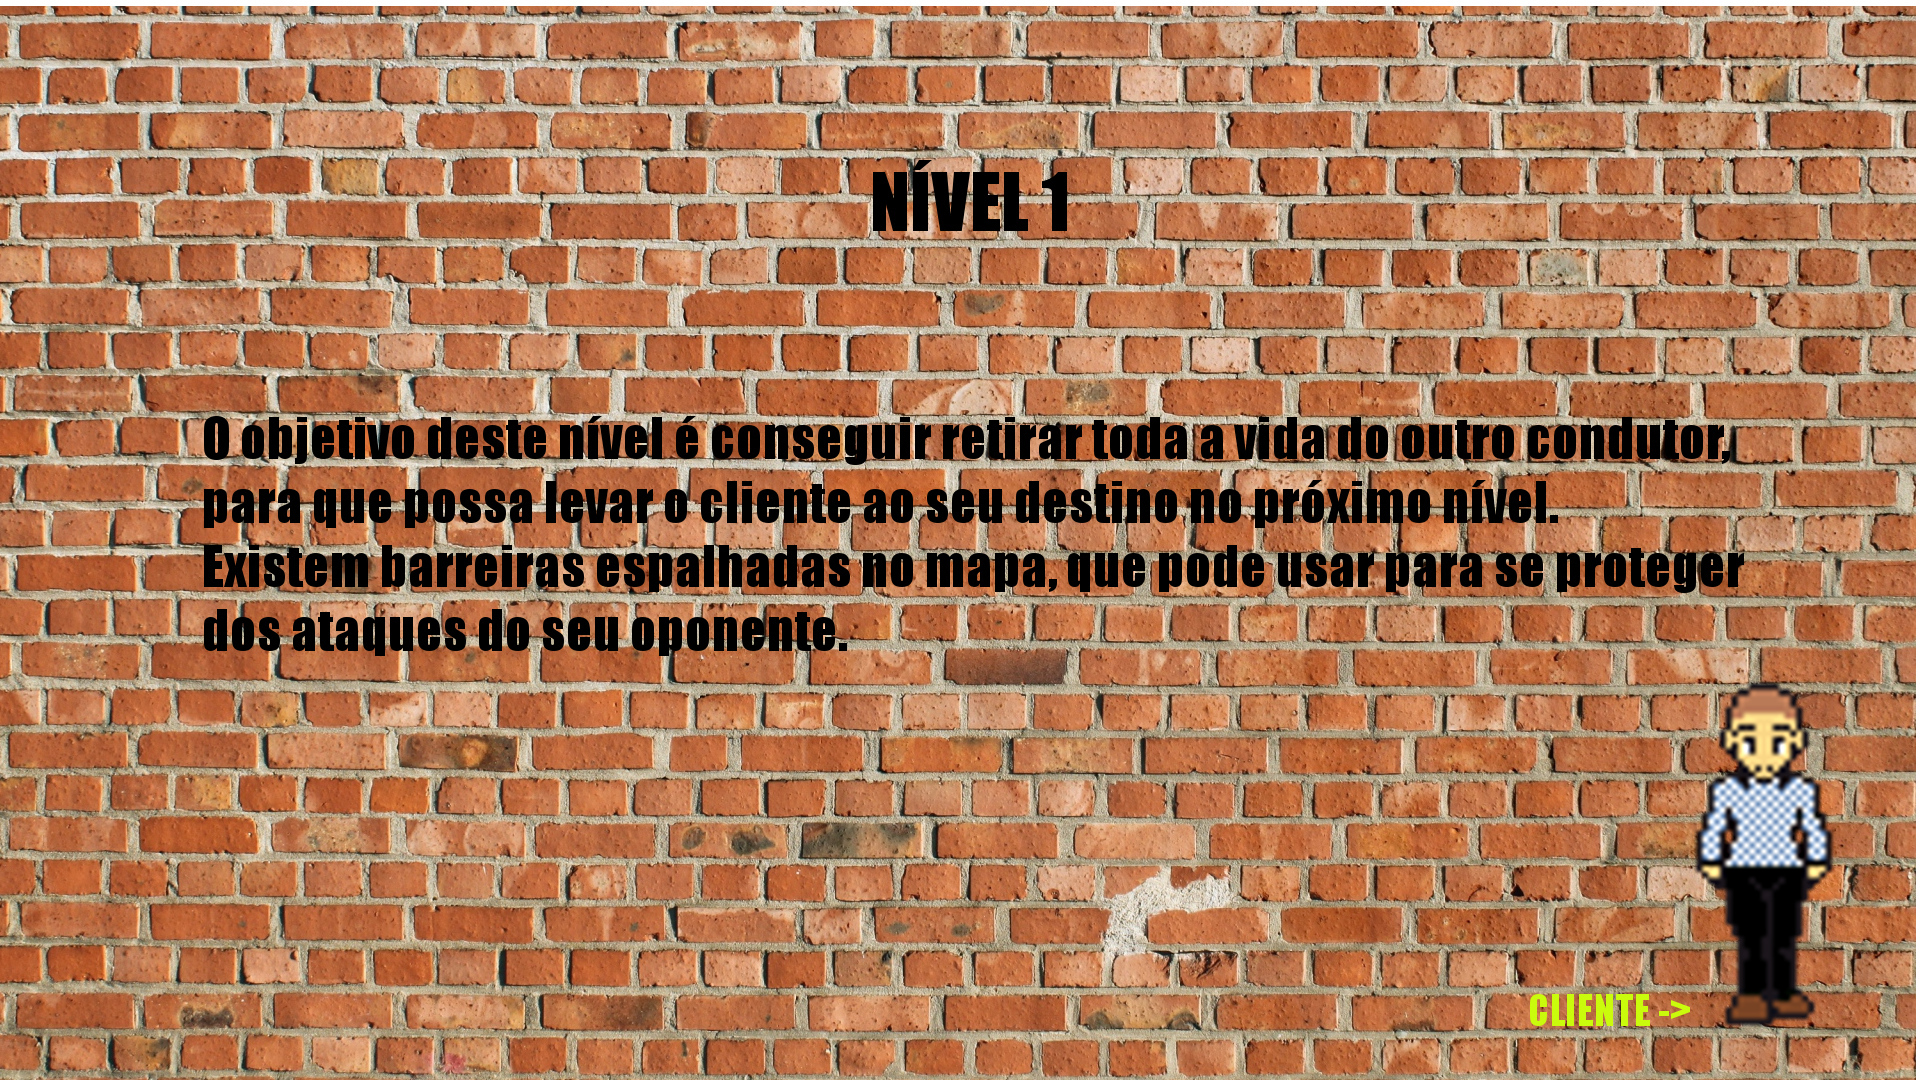 NÍVEL 1
O objetivo deste nível é conseguir retirar toda a vida do outro condutor,
para que possa levar o cliente ao seu destino no próximo nível.
Existem barreiras espalhadas no mapa, que pode usar para se proteger
dos ataques do seu oponente.
CLIENTE ->